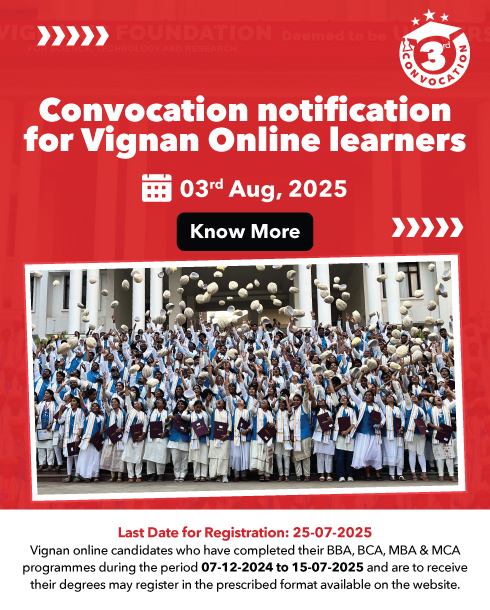 VIGNAN'S FOUNDATION Deemed to be
TECHNOLOGY AND RESEARCH
3rd
CONVOCATION
Convocation notification
for Vignan Online learners
03rd Aug, 2025
Know More
Last Date for Registration: 25-07-2025
Vignan online candidates who have completed their BBA, BCA, MBA & MCA
programmes during the period 07-12-2024 to 15-07-2025 and are to receive
their degrees may register in the prescribed format available on the website.